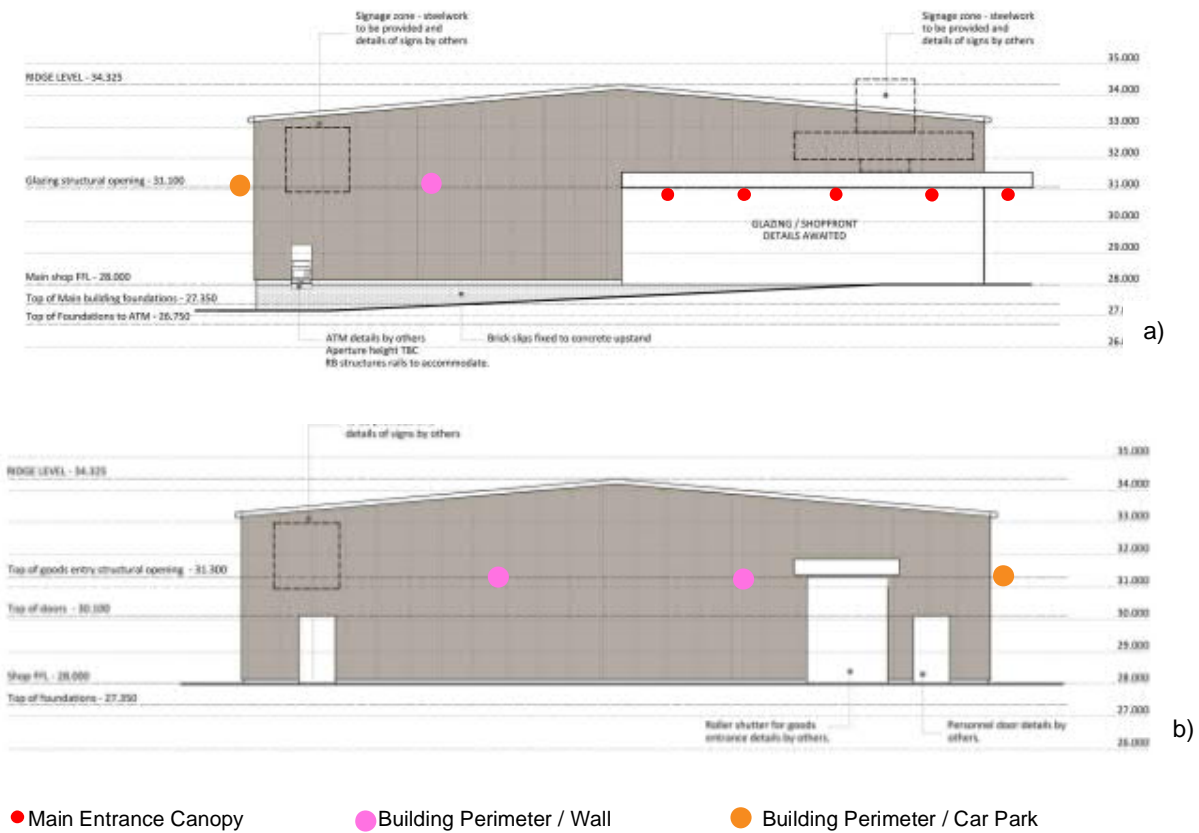 Signage zone - steelwork
to be provided and
details of signs by others
Signage zone - steelwork
to be provided and
details of signs by others
35.000
RIDGE LEVEL - 34.325
34.000
33.000
32.000
Glazing structural opening - 31.100
31.000
30.000
GLAZING / SHOPFRONT
DETAILS AWAITED
29.000
Main shop FFL - 28.000
28.000
Top of Main building foundations - 27.350
27.
Top of Foundations to ATM - 26.750
ATM details by others
Aperture height TBC
RB structures rails to accommodate.
Brick slips fixed to concrete upstand
26.
a)
details of signs by others
35.000
RIDGE LEVEL - 34.325
34.000
33.000
32.000
Top of goods entry structural opening - 31.300
31.000
Top of doors - 30.100
30.000
29.000
Shop FFL - 28.000
28.000
Top of foundations - 27.350
27.000
Roller shutter for goods
entrance details by others.
Personnel door details by
others.
26.000
b)
Main Entrance Canopy
Building Perimeter / Wall
Building Perimeter / Car Park